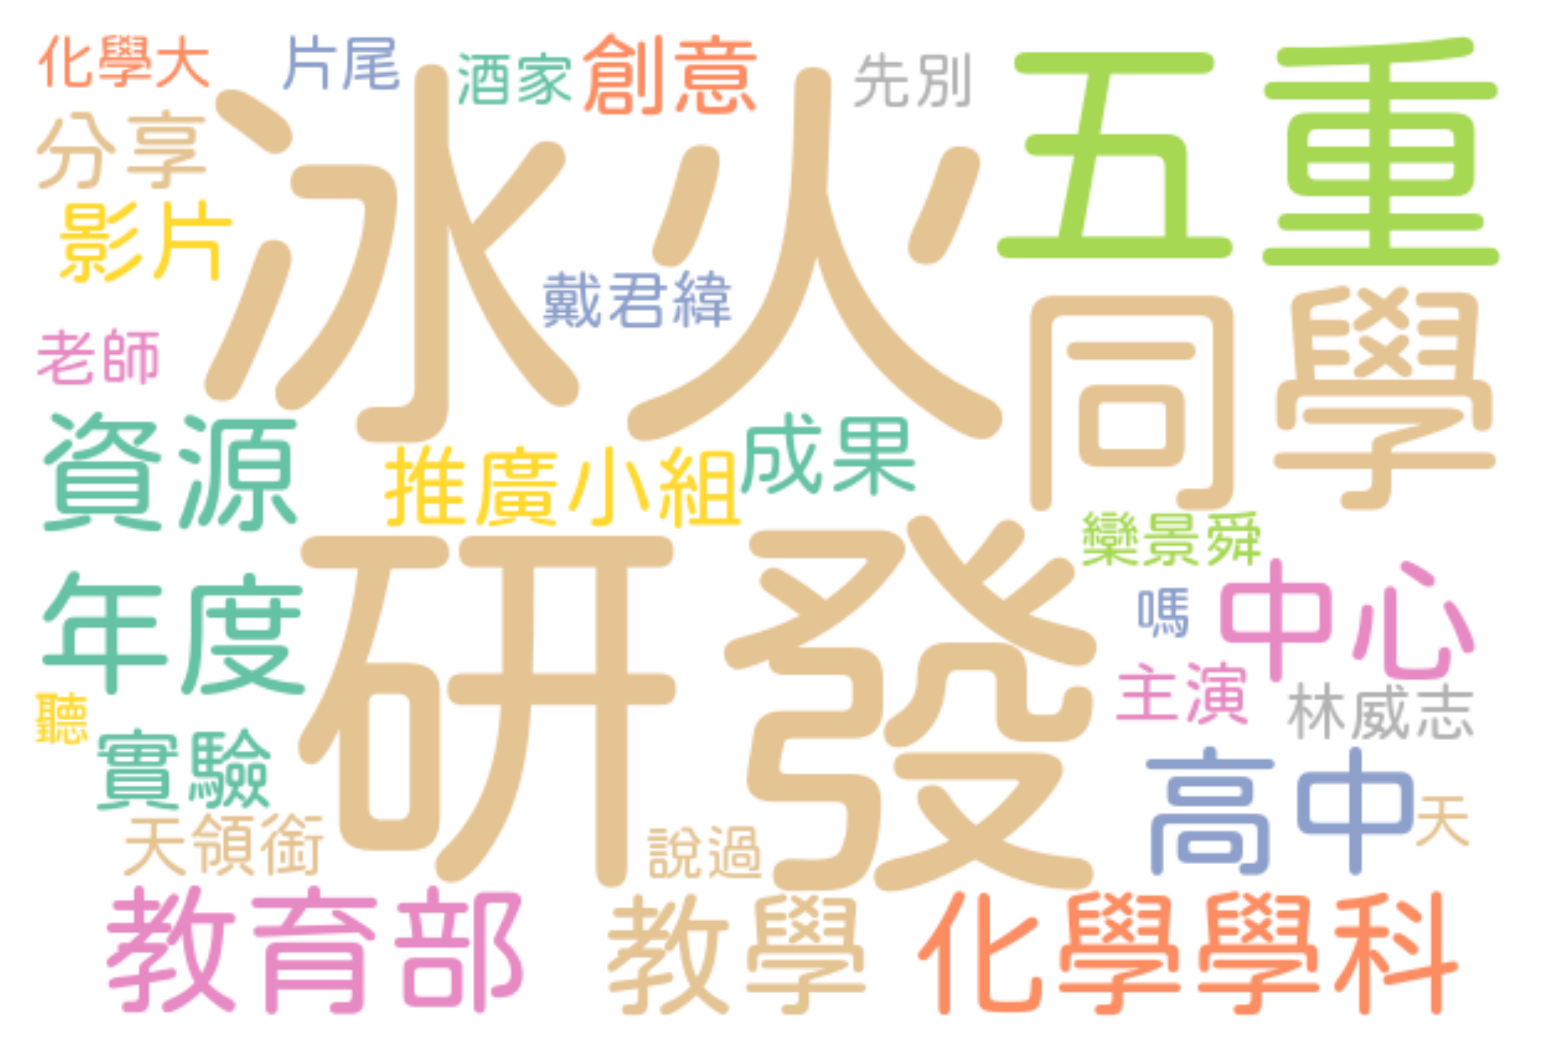 化學大
片尾
酒家
創意
先別
五重
分享
冰火
影片
戴君緯
同學
老師
資源
推廣小組
成果
研發
欒景舜
年度
嗎
中心
主演
林威志
聽
實驗
高中
天
天領銜
說過
教育部
教學
化學學科